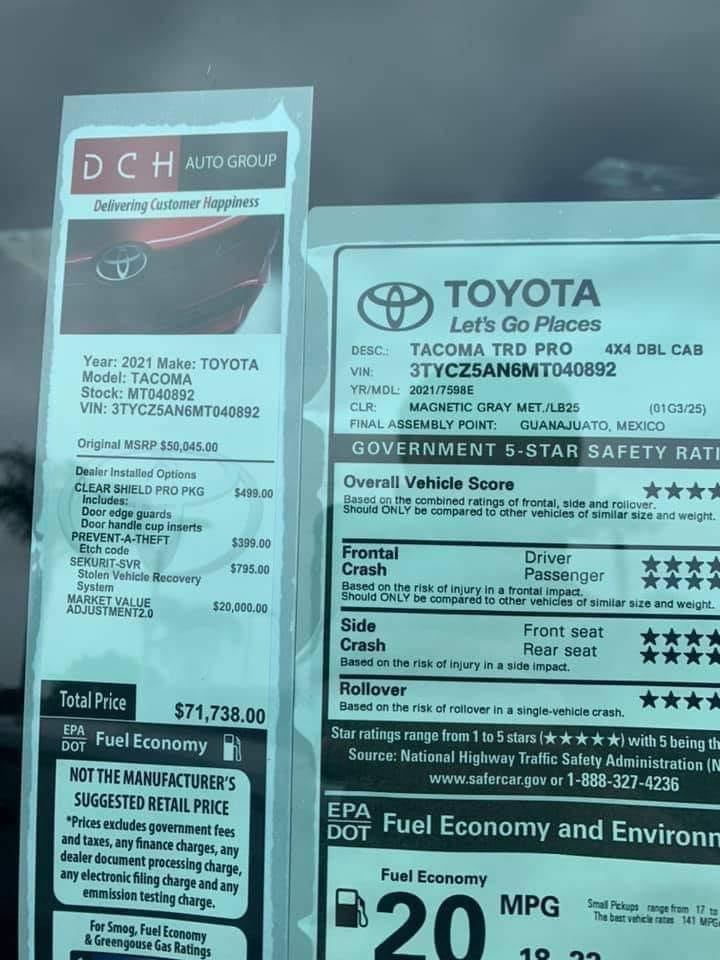 DCH AUTO GROUP
Delivering Customer Happiness
Year: 2021 Make: TOYOTA
Model: TACOMA
Stock: MT040892
VIN: 3TYCZ5AN6MT040892
Original MSRP $50,045.00
Dealer Installed Options
CLEAR SHIELD PRO PKG $499.00
Includes:
Door edge guards
Door handle cup inserts
PREVENT-A-THEFT $399.00
Etch code
SEKURIT-SVR $795.00
Stolen Vehicle Recovery
System
MARKET VALUE $20,000.00
ADJUSTMENT2.0
Total Price $71,738.00
EPA
DOT Fuel Economy
NOT THE MANUFACTURER'S
SUGGESTED RETAIL PRICE
*Prices excludes government fees
and taxes, any finance charges, any
dealer document processing charge,
any electronic filing charge and any
emmission testing charge.
For Smog, Fuel Economy
& Greengouse Gas Ratings
TOYOTA
Let's Go Places
DESC.: TACOMA TRD PRO 4X4 DBL CAB
VIN: 3TYCZ5AN6MT040892
YR/MDL: 2021/7598E
CLR: MAGNETIC GRAY MET./LB25 (01G3/25)
FINAL ASSEMBLY POINT: GUANAJUATO, MEXICO
GOVERNMENT 5-STAR SAFETY RATI
Overall Vehicle Score ★★★★
Based on the combined ratings of frontal, side and rollover.
Should ONLY be compared to other vehicles of similar size and weight.
Frontal Driver ★★★★
Crash Passenger ★★★★
Based on the risk of injury in a frontal impact.
Should ONLY be compared to other vehicles of similar size and weight.
Side Front seat ★★★★
Crash Rear seat ★★★★
Based on the risk of injury in a side impact.
Rollover ★★★★
Based on the risk of rollover in a single-vehicle crash.
Star ratings range from 1 to 5 stars (★★★★★) with 5 being th
Source: National Highway Traffic Safety Administration (N
www.safercar.gov or 1-888-327-4236
EPA
DOT Fuel Economy and Environm
Fuel Economy
20 MPG
Small Pickups range from 17 to
The best vehicle rates 141 MPG
18 22